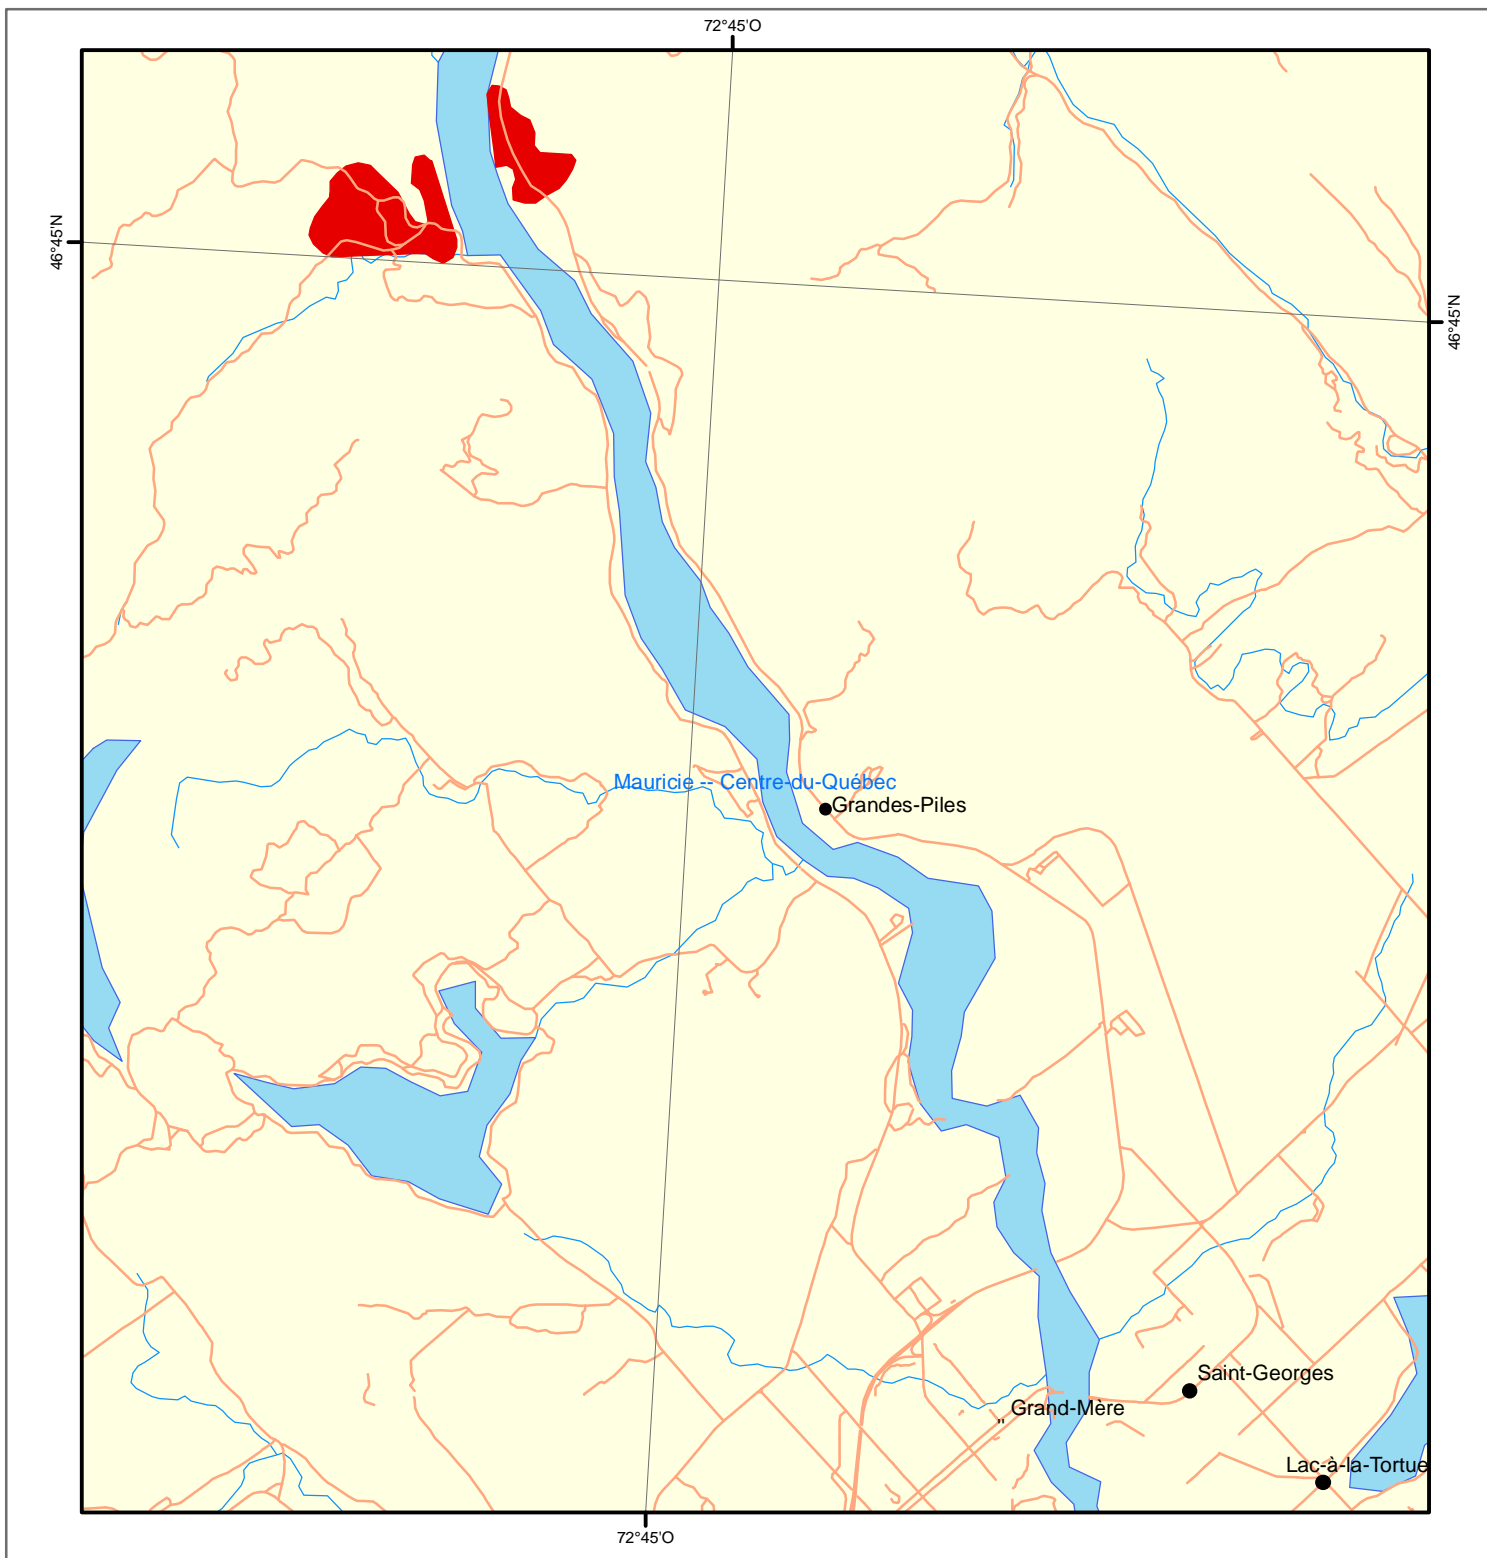 72°45'O
46°45'N
46°45'N
Mauricie -- Centre-du-Québec
Grandes-Piles
Saint-Georges
Grand-Mère
Lac-à-la-Tortue
72°45'O